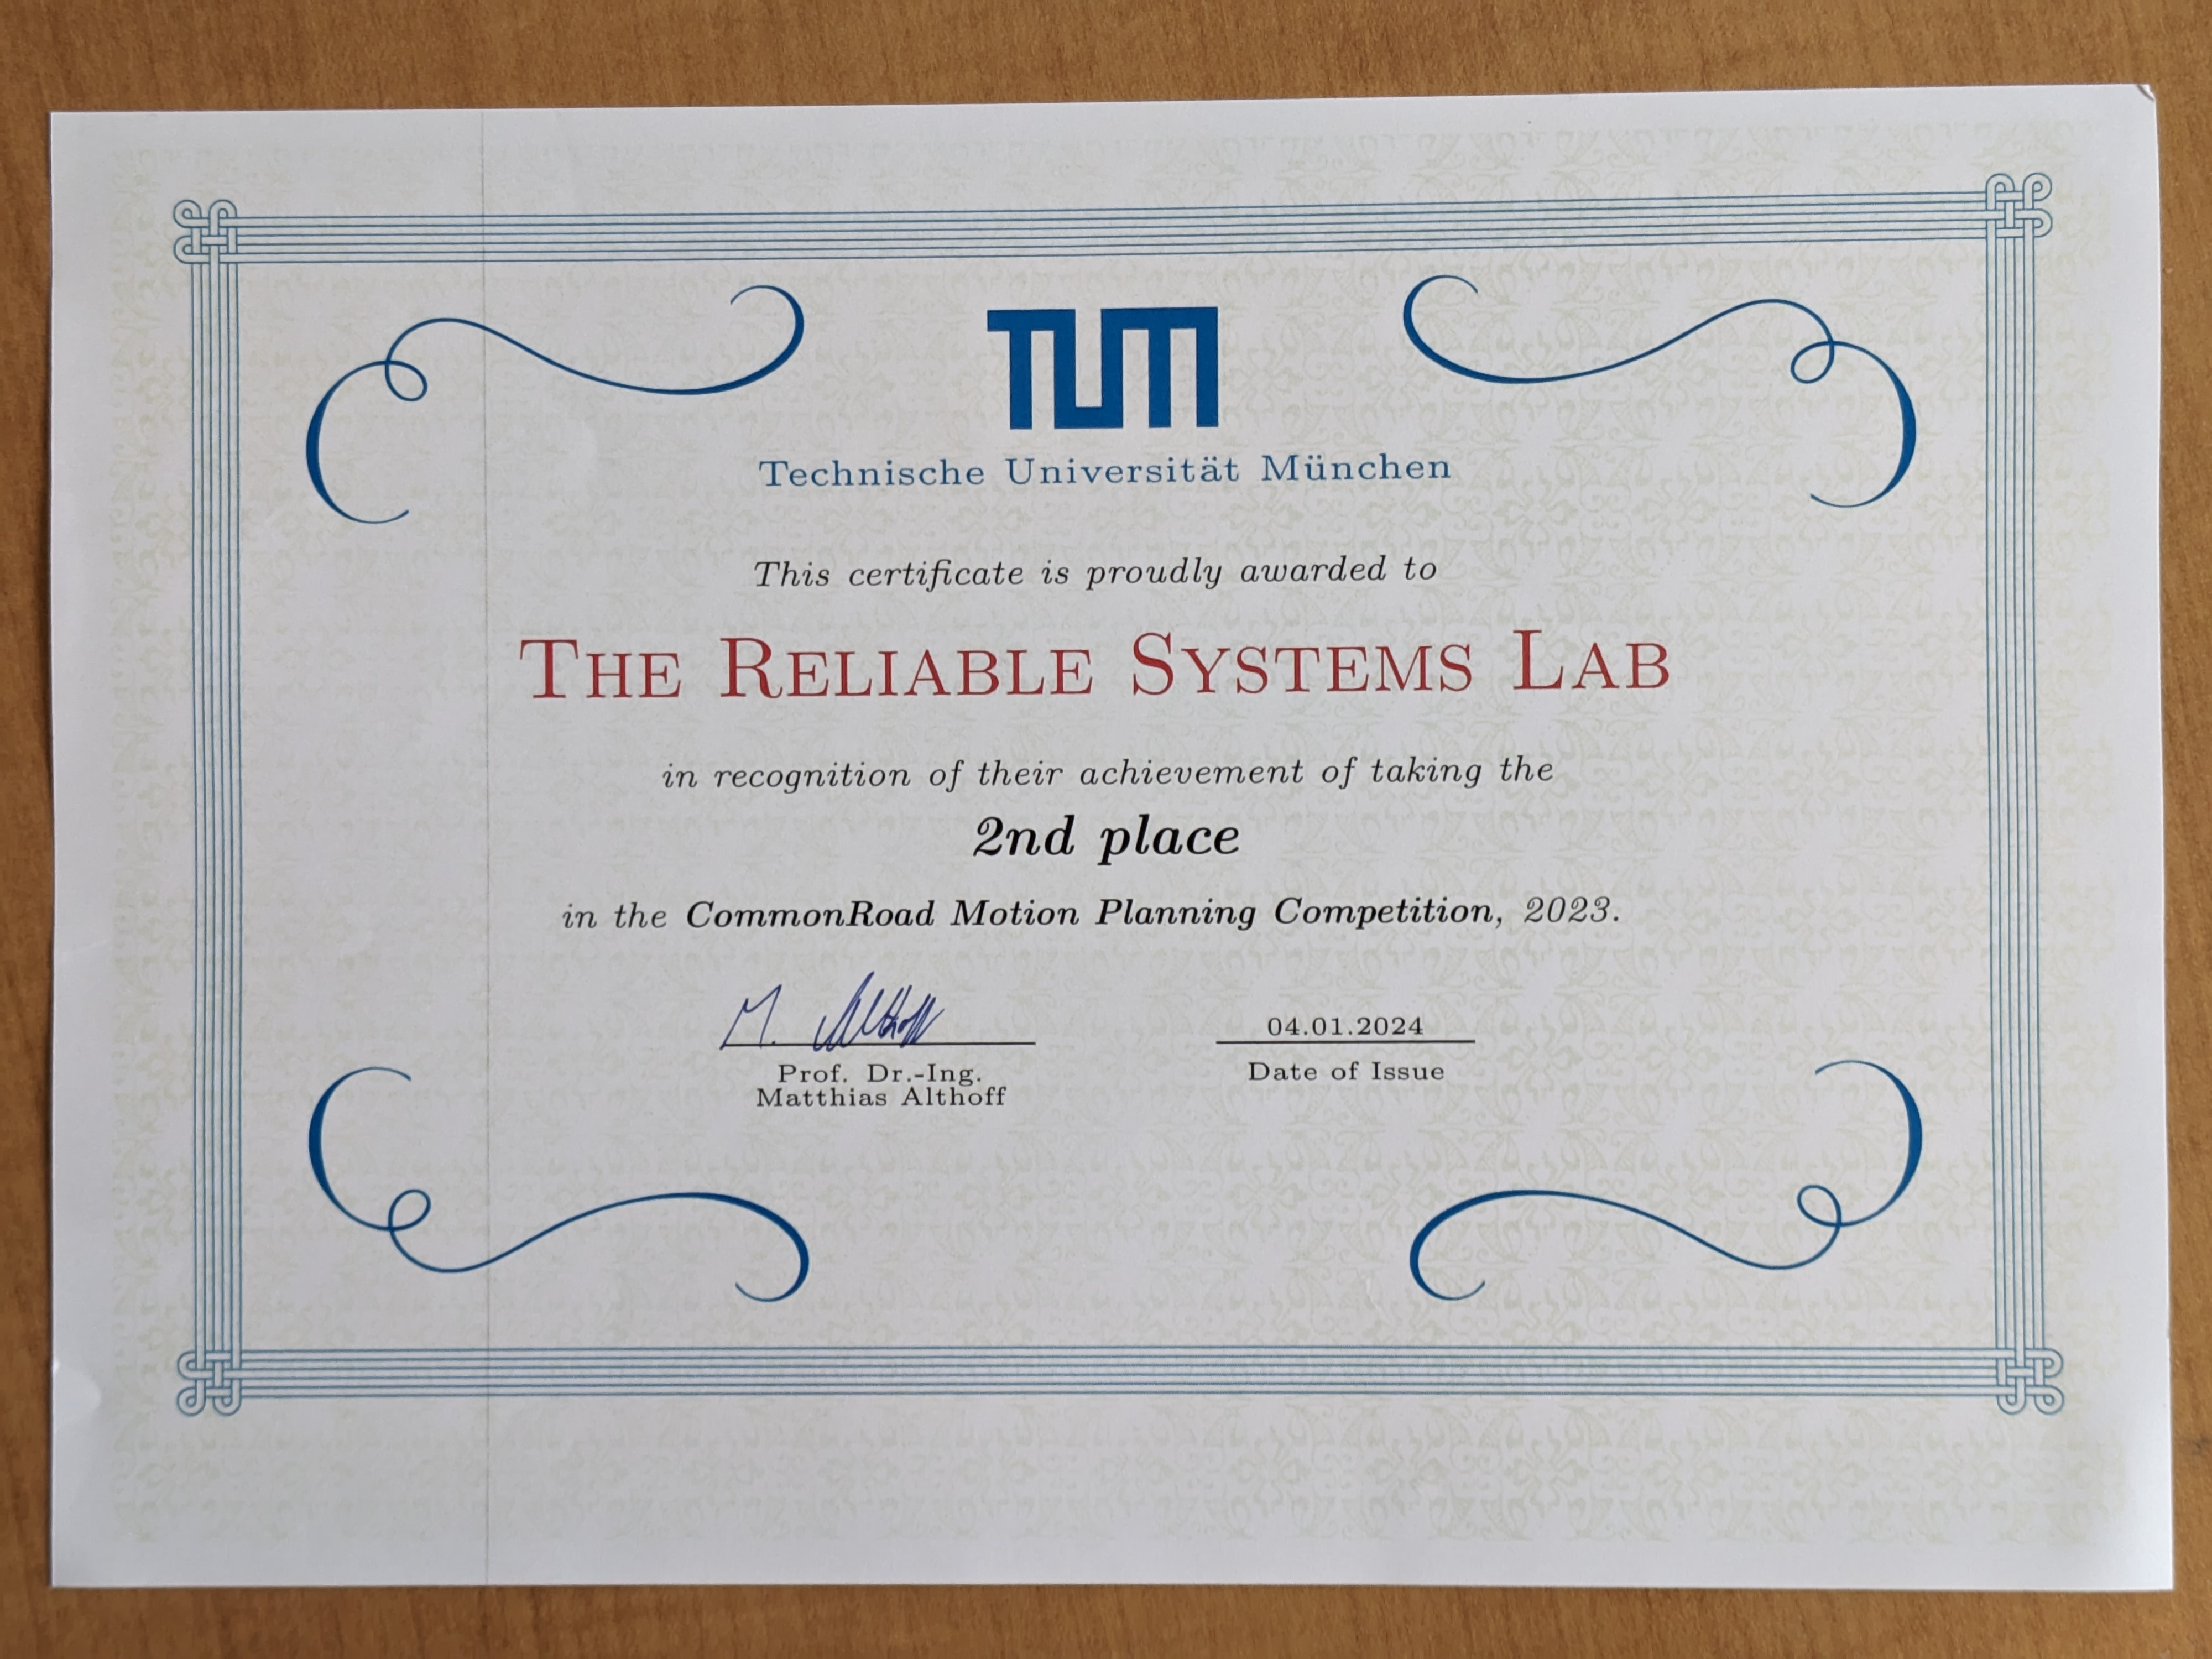 TUM
Technische Universität München
This certificate is proudly awarded to
THE RELIABLE SYSTEMS LAB
in recognition of their achievement of taking the
2nd place
in the CommonRoad Motion Planning Competition, 2023.
M. Althoff
04.01.2024
Prof. Dr.-Ing.
Matthias Althoff
Date of Issue